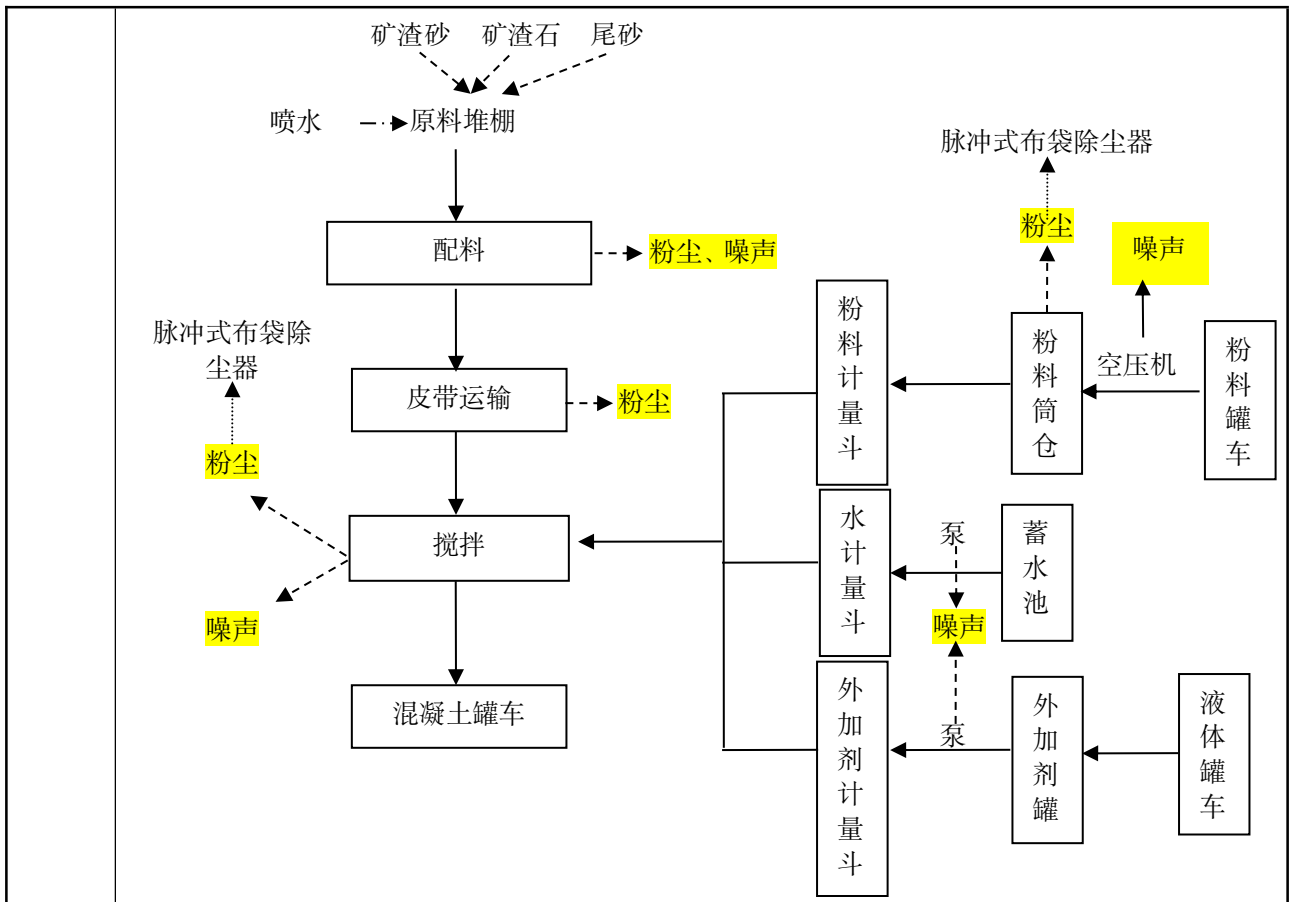 矿渣砂 矿渣石 尾砂
喷水 原料堆棚
脉冲式布袋除尘器
粉尘
噪声
配料
粉尘、噪声
脉冲式布袋除
尘器
皮带运输
粉尘
粉尘
搅拌
噪声
混凝土罐车
粉料计量斗
粉料筒仓
空压机
粉料罐车
水计量斗
泵
蓄水池
噪声
外加剂计量斗
泵
外加剂罐
液体罐车